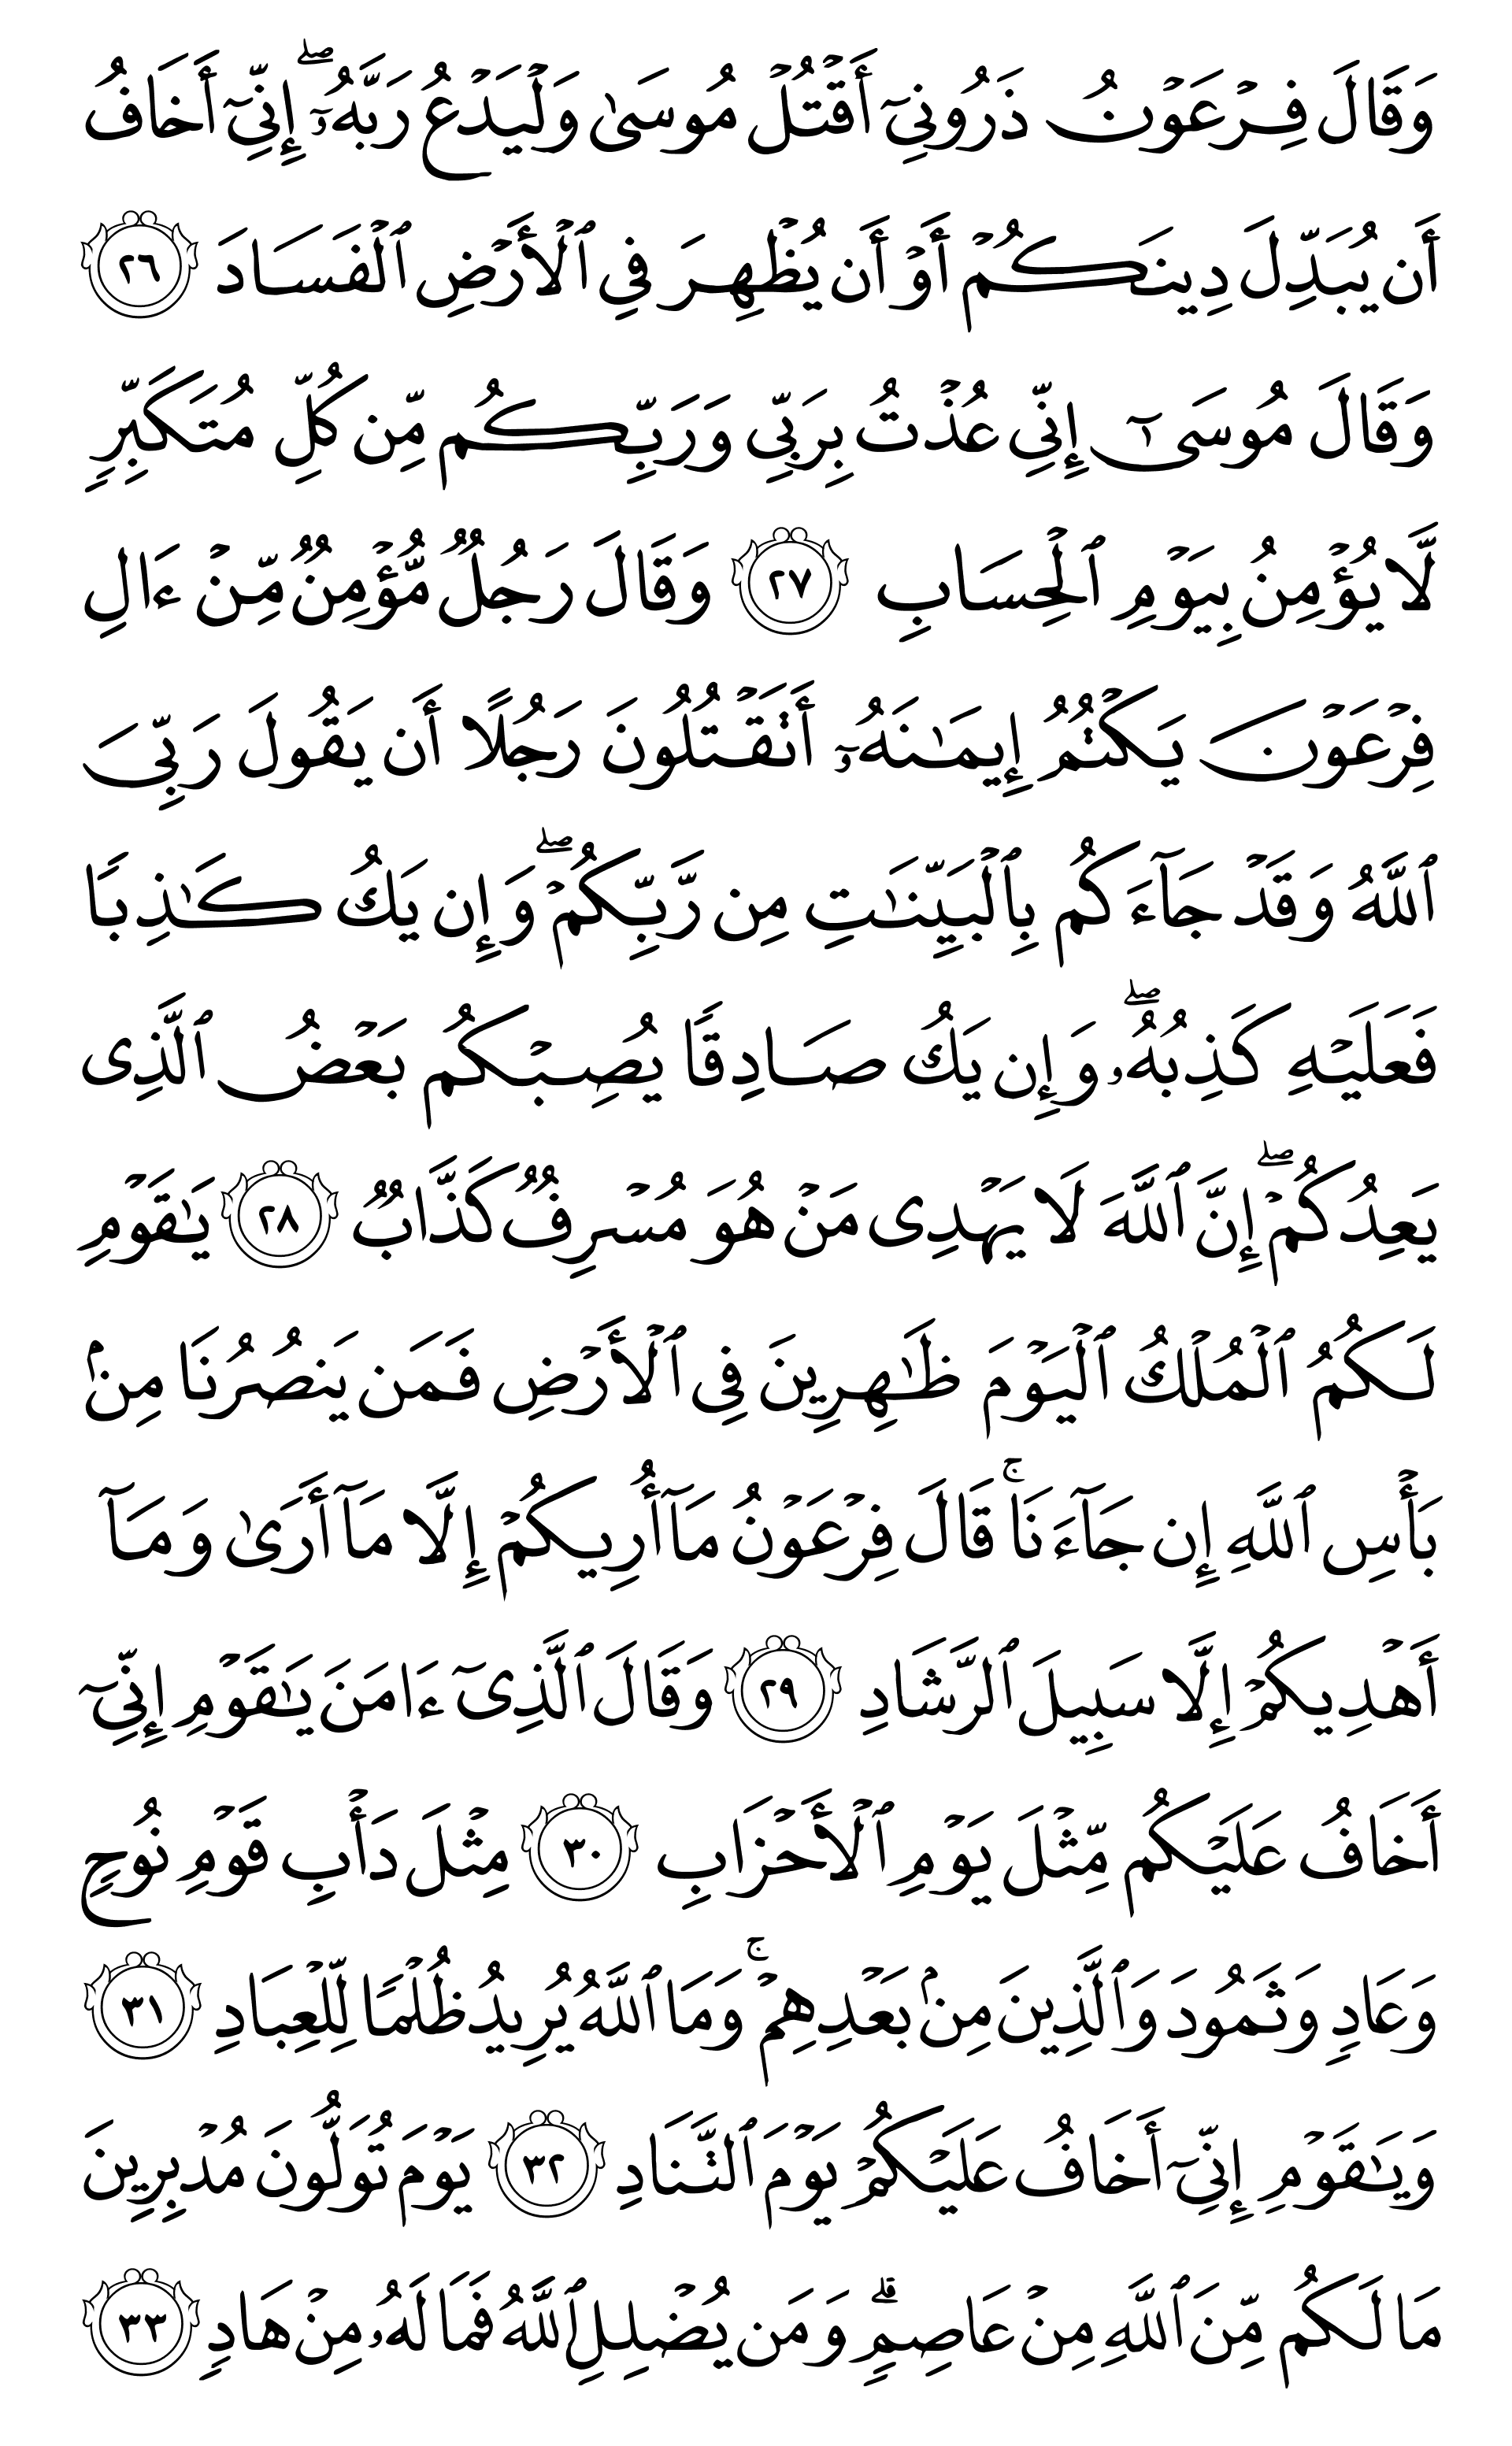 وَقَالَ فِرْعَوْنُ ذَرُونِيٓ أَقْتُلْ مُوسَىٰ وَلْيَدْعُ رَبَّهُۥٓ ۖ إِنِّيٓ أَخَافُ
أَن يُبَدِّلَ دِينَكُمْ أَوْ أَن يُظْهِرَ فِي ٱلْأَرْضِ ٱلْفَسَادَ ٢٦
وَقَالَ مُوسَىٰٓ إِنِّي عُذْتُ بِرَبِّي وَرَبِّكُم مِّن كُلِّ مُتَكَبِّرٍ
لَّا يُؤْمِنُ بِيَوْمِ ٱلْحِسَابِ ٢٧ وَقَالَ رَجُلٌ مُّؤْمِنٌ مِّنْ ءَالِ
فِرْعَوْنَ يَكْتُمُ إِيمَٰنَهُۥٓ أَتَقْتُلُونَ رَجُلًا أَن يَقُولَ رَبِّيَ
ٱللَّهُ وَقَدْ جَآءَكُم بِٱلْبَيِّنَٰتِ مِن رَّبِّكُمْ ۖ وَإِن يَكُ كَٰذِبًا
فَعَلَيْهِ كَذِبُهُۥ ۖ وَإِن يَكُ صَادِقًا يُصِبْكُم بَعْضُ ٱلَّذِى
يَعِدُكُمْ ۖ إِنَّ ٱللَّهَ لَا يَهْدِى مَنْ هُوَ مُسْرِفٌ كَذَّابٌ ٢٨ يَٰقَوْمِ
لَكُمُ ٱلْمُلْكُ ٱلْيَوْمَ ظَٰهِرِينَ فِي ٱلْأَرْضِ فَمَن يَنصُرُنَا مِنۢ
بَأْسِ ٱللَّهِ إِن جَآءَنَا ۚ قَالَ فِرْعَوْنُ مَآ أُرِيكُمْ إِلَّا مَآ أَرَىٰ وَمَآ
أَهْدِيكُمْ إِلَّا سَبِيلَ ٱلرَّشَادِ ٢٩ وَقَالَ ٱلَّذِىٓ ءَامَنَ يَٰقَوْمِ إِنِّيٓ
أَخَافُ عَلَيْكُم مِّثْلَ يَوْمِ ٱلْأَحْزَابِ ٣٠ مِثْلَ دَأْبِ قَوْمِ نُوحٍ
وَعَادٍ وَثَمُودَ وَٱلَّذِينَ مِنۢ بَعْدِهِمْ ۚ وَمَا ٱللَّهُ يُرِيدُ ظُلْمًا لِّلْعِبَادِ ٣١
وَيَٰقَوْمِ إِنِّيٓ أَخَافُ عَلَيْكُمْ يَوْمَ ٱلتَّنَادِ ٣٢ يَوْمَ تُوَلُّونَ مُدْبِرِينَ
مَا لَكُم مِّنَ ٱللَّهِ مِنْ عَاصِمٍ ۗ وَمَن يُضْلِلِ ٱللَّهُ فَمَا لَهُۥ مِنْ هَادٍ ٣٣